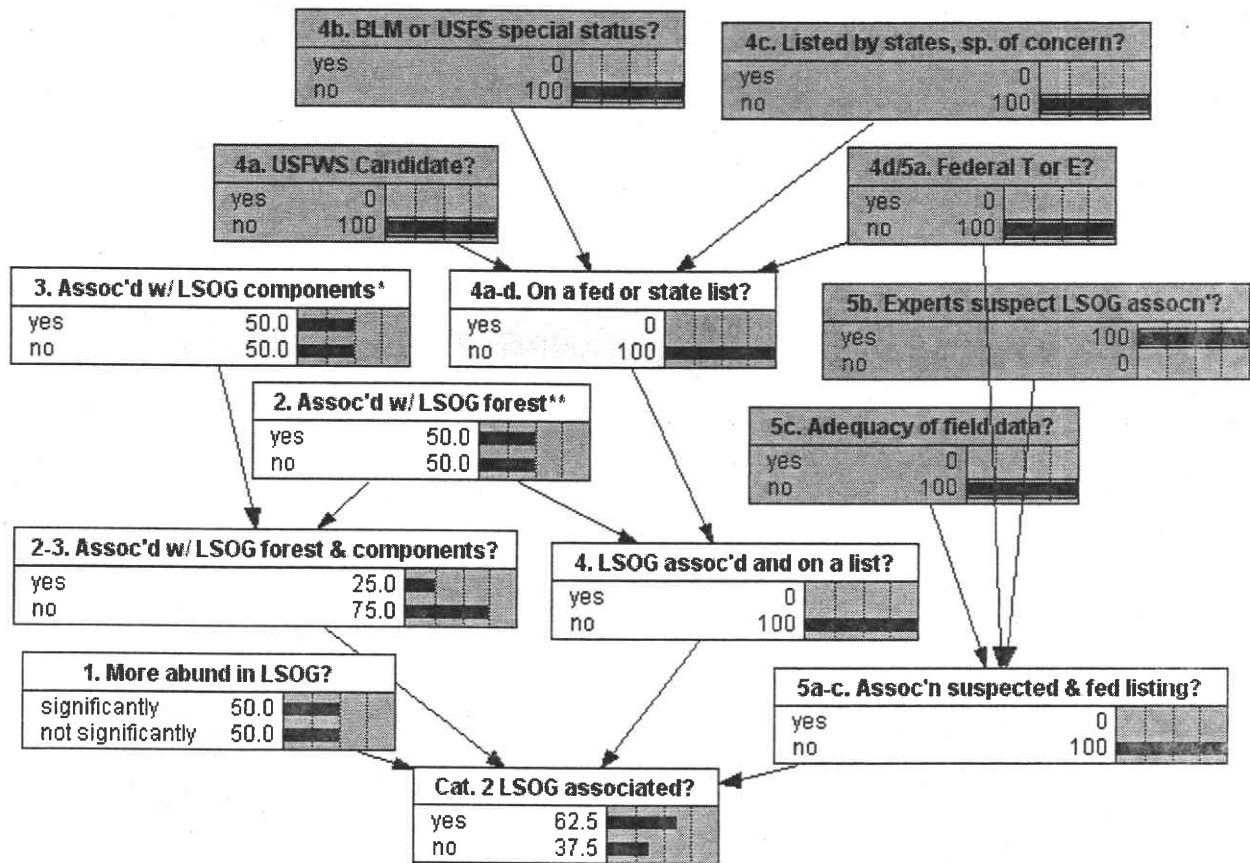 4b. BLM or USFS special status?
yes 0
no 100
4c. Listed by states, sp. of concern?
yes 0
no 100
4a. USFWS Candidate?
yes 0
no 100
4d/5a. Federal T or E?
yes 0
no 100
3. Assoc'd w/ LSOG components*
yes 50.0
no 50.0
4a-d. On a fed or state list?
yes 0
no 100
5b. Experts suspect LSOG assocn'?
yes 100
no 0
2. Assoc'd w/ LSOG forest**
yes 50.0
no 50.0
5c. Adequacy of field data?
yes 0
no 100
2-3. Assoc'd w/ LSOG forest & components?
yes 25.0
no 75.0
4. LSOG assoc'd and on a list?
yes 0
no 100
1. More abund in LSOG?
significantly 50.0
not significantly 50.0
5a-c. Assoc'n suspected & fed listing?
yes 0
no 100
Cat. 2 LSOG associated?
yes 62.5
no 37.5